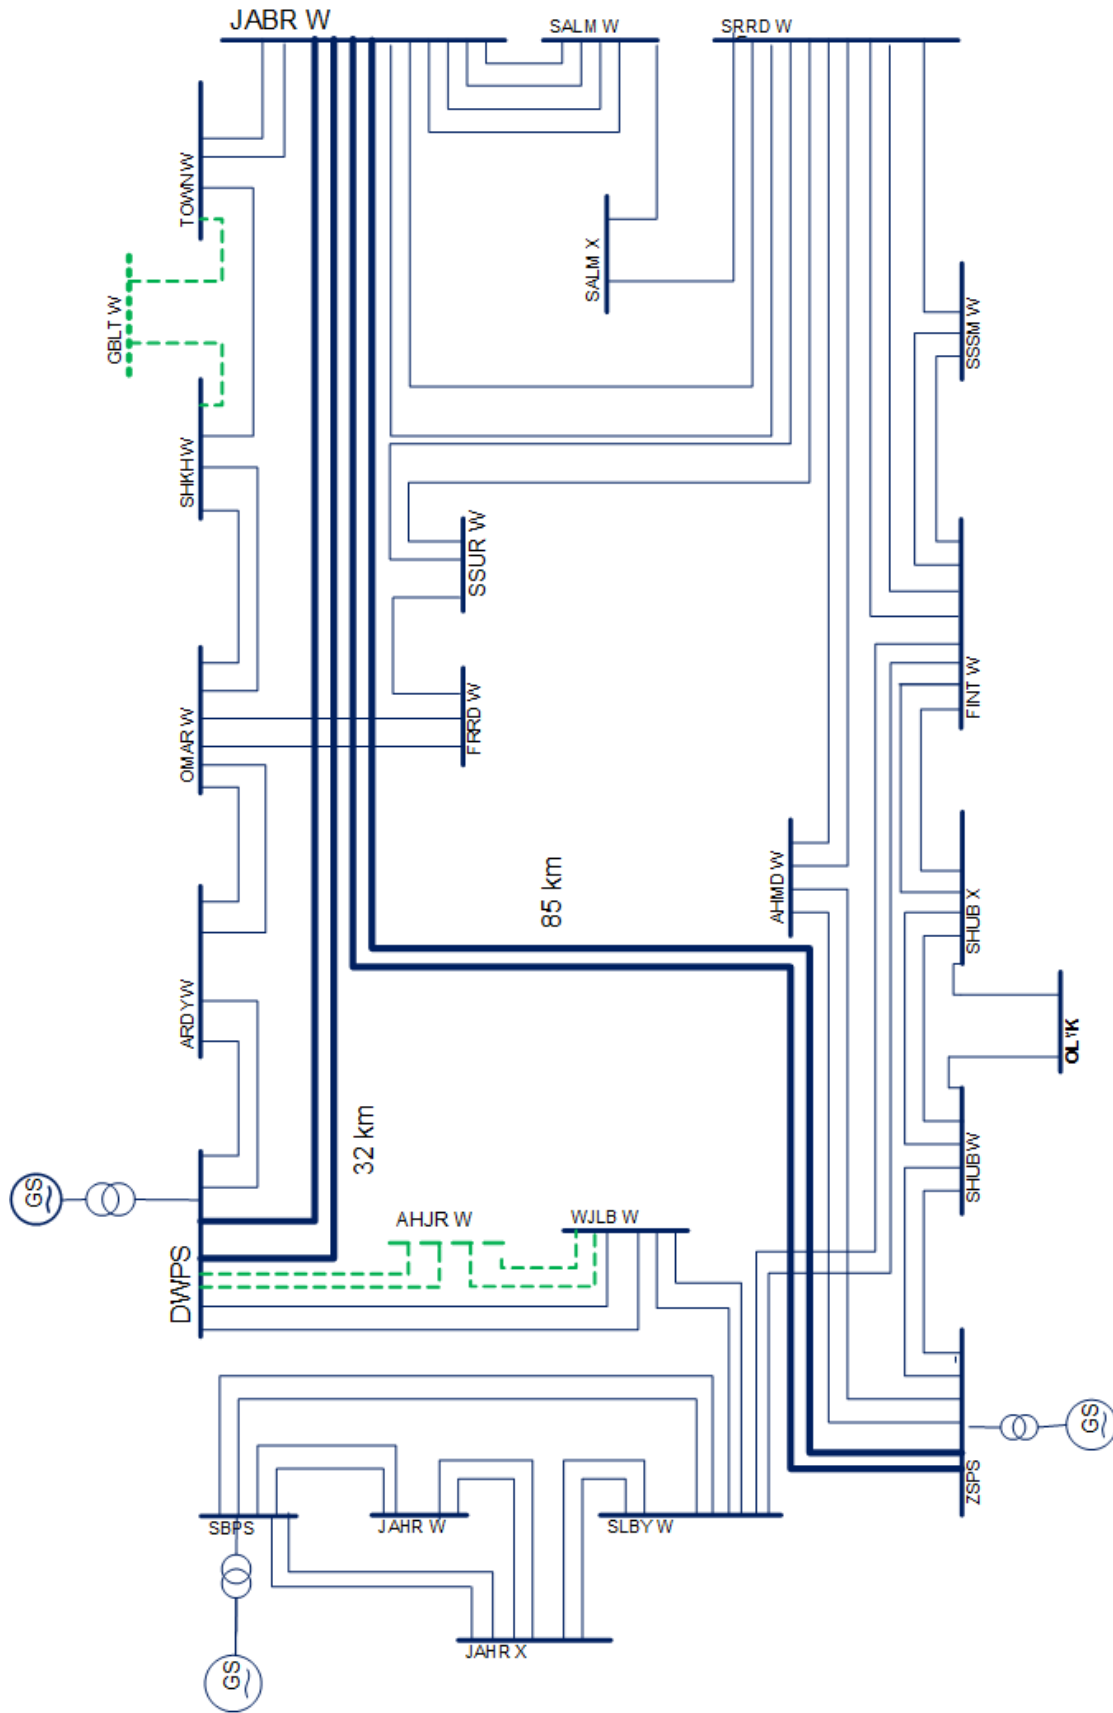 JABR W
SALM W
SRRD W
TOWN W
GBLT W
SALM X
SHKH W
SSSM W
SSUR W
OMAR W
FRRD W
FINT W
AHMD W
85 km
SHUB X
ARDY W
OL*K
32 km
SHUB W
GS
AHJR W
WJLB W
DWPS
GS
ZSPS
SBPS
JAHR W
SLBY W
JAHR X
GS